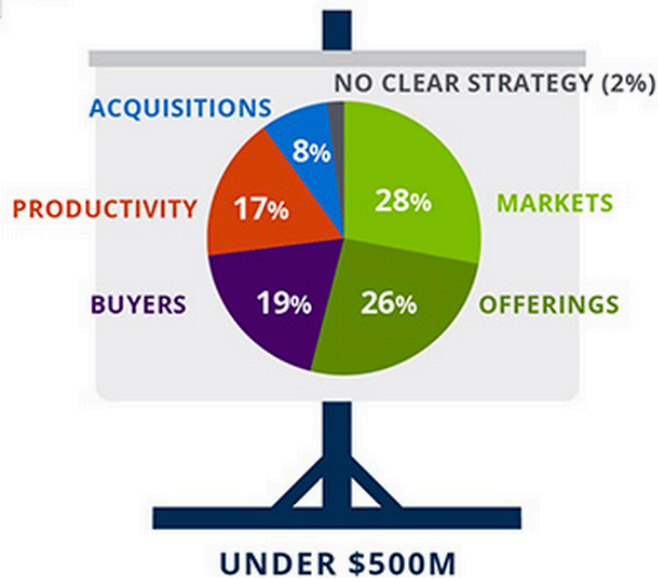 NO CLEAR STRATEGY (2%)
ACQUISITIONS
8%
PRODUCTIVITY
17%
28%
MARKETS
BUYERS
19%
26%
OFFERINGS
UNDER $500M